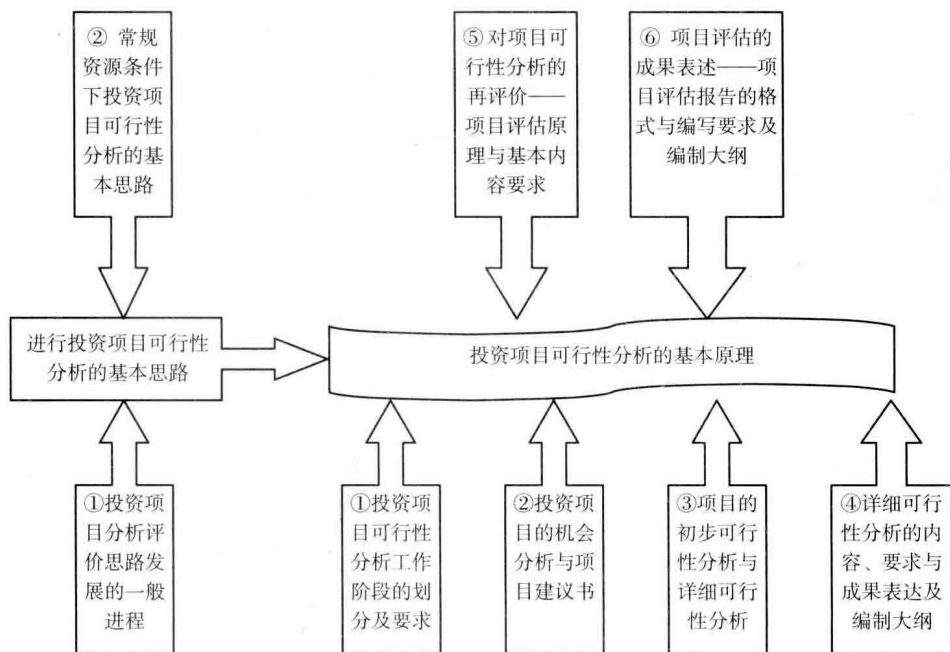 ② 常规
资源条件
下投资项
目可行性
分析的基
本思路
⑤对项目可
行性分析的
再评价——
项目评估原
理与基本内
容要求
⑥ 项目评估的
成果表述——项
目评估报告的格
式与编写要求及
编制大纲
进行投资项目可行性
分析的基本思路
投资项目可行性分析的基本原理
①投资项
目分析评
价思路发
展的一般
进程
①投资项
目可行性
分析工作
阶段的划
分及要求
②投资项
目的机会
分析与项
目建议书
③项目的
初步可行
性分析与
详细可行
性分析
④详细可行
性分析的内
容、要求与
成果表达及
编制大纲